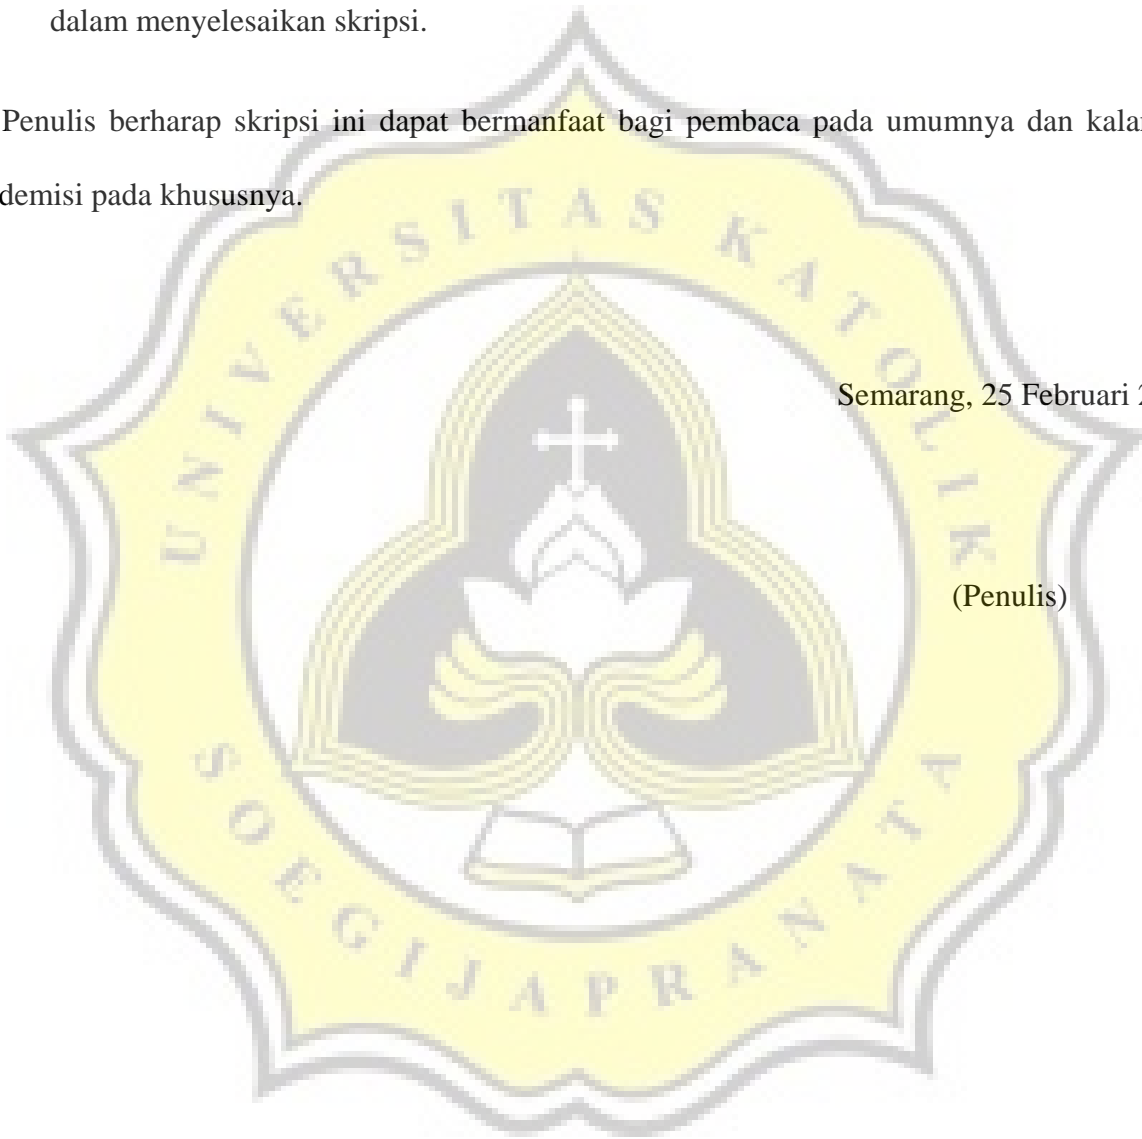 dalam menyelesaikan skripsi.
Penulis berharap skripsi ini dapat bermanfaat bagi pembaca pada umumnya dan
demisi pada khususnya.
Semarang, 25 Februari
(Penulis)
UNIVERSITAS KATOLIK
SOEGIJAPRANATA